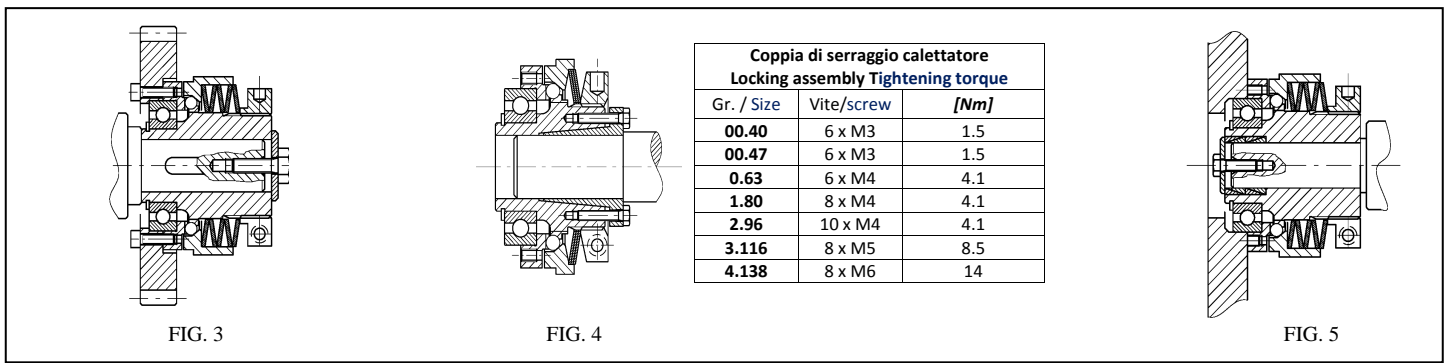 Coppia di serraggio calettatore
Locking assembly Tightening torque
Gr. / Size Vite/screw [Nm]
00.40 6 x M3 1.5
00.47 6 x M3 1.5
0.63 6 x M4 4.1
1.80 8 x M4 4.1
2.96 10 x M4 4.1
3.116 8 x M5 8.5
4.138 8 x M6 14
FIG. 3
FIG. 4
FIG. 5